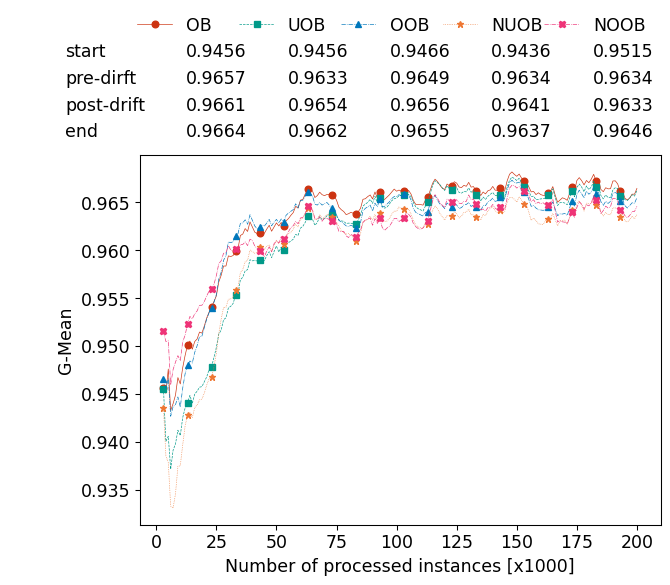 OB UOB OOB NUOB NOOB
start 0.9456 0.9456 0.9466 0.9436 0.9515
pre-dirft 0.9657 0.9633 0.9649 0.9634 0.9634
post-drift 0.9661 0.9654 0.9656 0.9641 0.9633
end 0.9664 0.9662 0.9655 0.9637 0.9646
0.965
0.960
0.955
0.950
0.945
0.940
0.935
G-Mean
0 25 50 75 100 125 150 175 200
Number of processed instances [x1000]